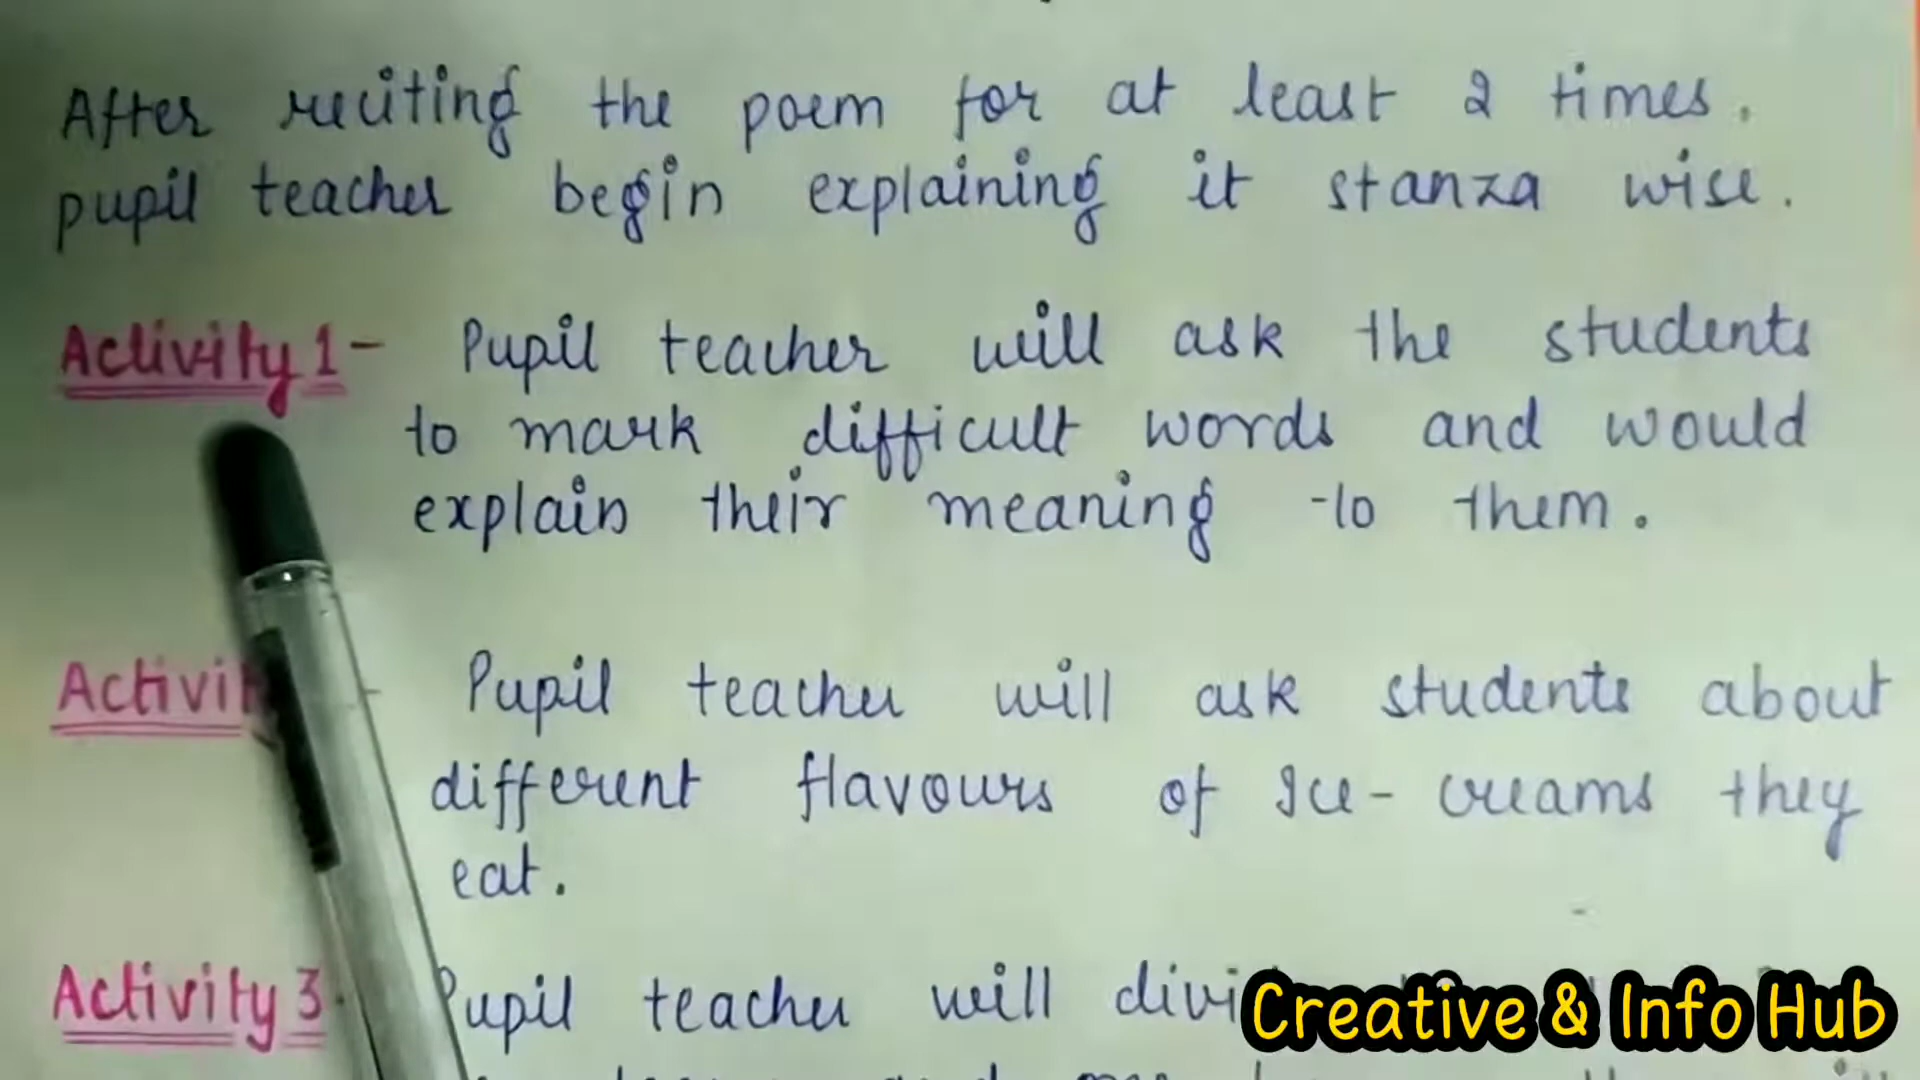 After reciting the poem for at least 2 times.
pupil teacher begin explaining it stanza wise.
Activity 1- Pupil teacher will ask the students
to mark difficult words and would
explain their meaning to them.
Activi - Pupil teacher will ask students about
different flavours of Ice-creams they
eat.
Activity 3- Pupil teacher will divi
Creative & Info Hub